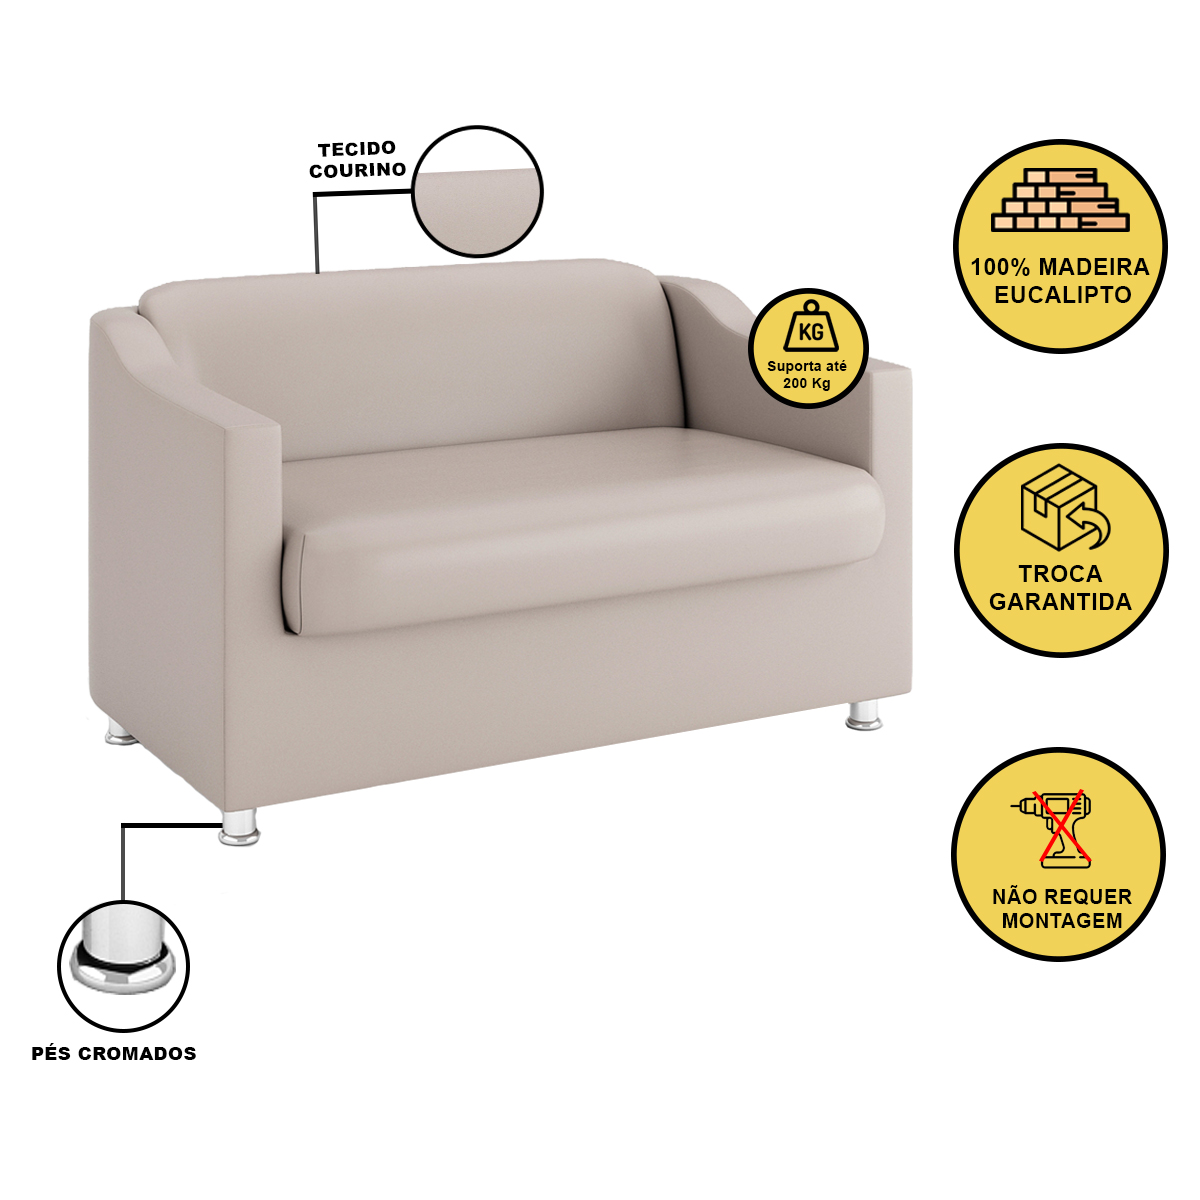 TECIDO
COURINO
KG
Suporta até
200 Kg
100% MADEIRA
EUCALIPTO
TROCA
GARANTIDA
NÃO REQUER
MONTAGEM
PÉS CROMADOS